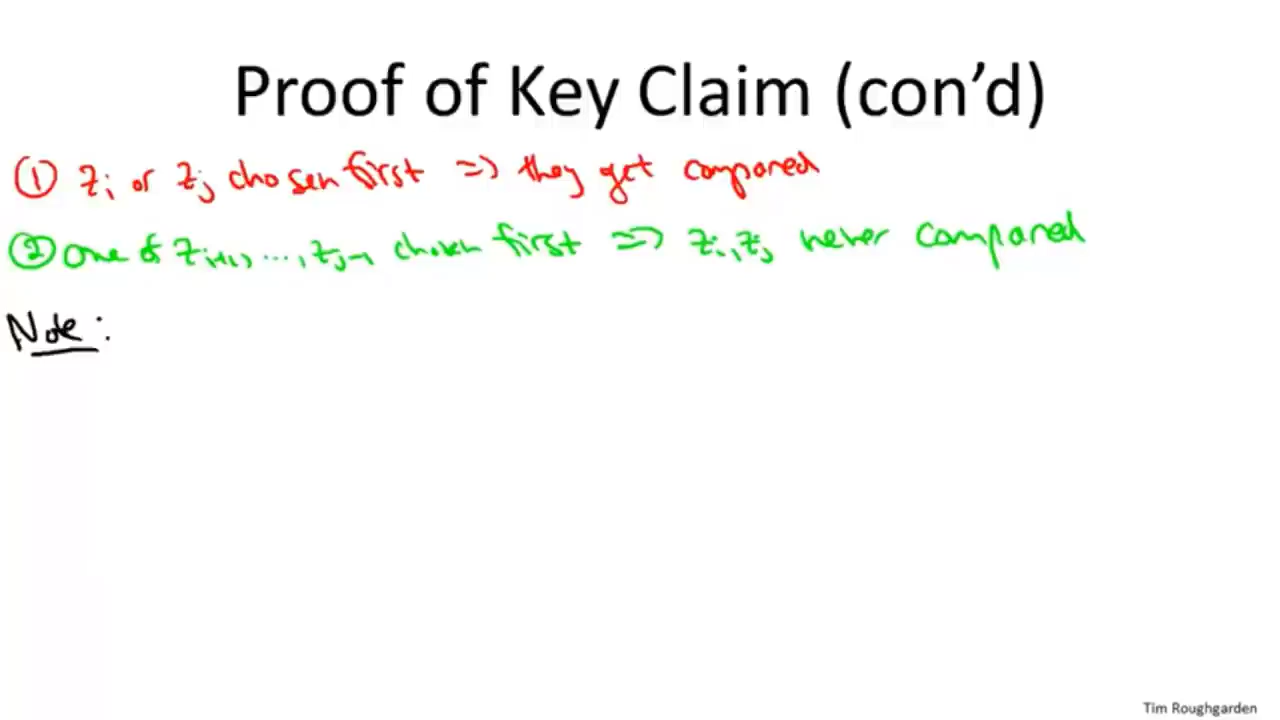 Proof of Key Claim (con'd)
① zᵢ or zⱼ chosen first => they get compared
② one of zᵢ₊₁, ..., zⱼ₋₁ chosen first => zᵢ, zⱼ never compared
Note:
Tim Roughgarden